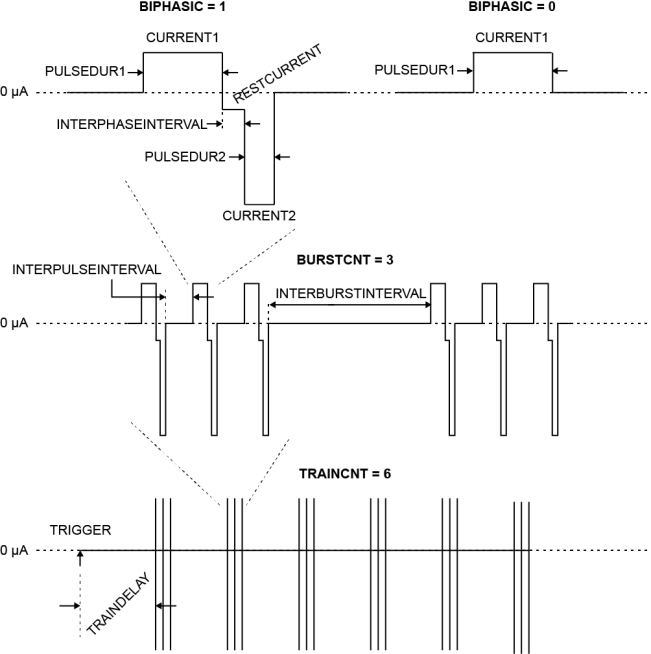 BIPHASIC = 1
BIPHASIC = 0
CURRENT1
CURRENT1
PULSEDUR1
RESTCURRENT
PULSEDUR1
0 µA
INTERPHASEINTERVAL
PULSEDUR2
CURRENT2
BURSTCNT = 3
INTERPULSEINTERVAL
INTERBURSTINTERVAL
0 µA
TRAINCNT = 6
TRIGGER
0 µA
TRAINDELAY